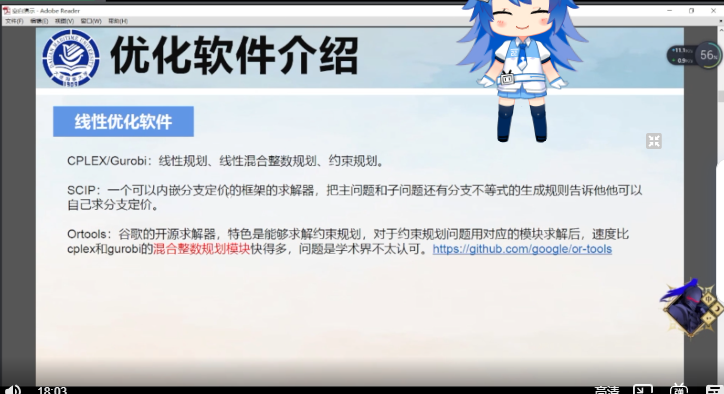 空白演示 - Adobe Reader
文件(F) 编辑(E) 视图(V) 窗口(W) 帮助(H)
优化软件介绍
56%
线性优化软件
CPLEX/Gurobi：线性规划、线性混合整数规划、约束规划。
SCIP：一个可以内嵌分支定价的框架的求解器，把主问题和子问题还有分支不等式的生成规则告诉他他可以
自己求分支定价。
Ortools：谷歌的开源求解器，特色是能够求解约束规划，对于约束规划问题用对应的模块求解后，速度比
cplex和gurobi的混合整数规划模块快得多，问题是学术界不太认可。https://github.com/google/or-tools
18:03
高清
弹